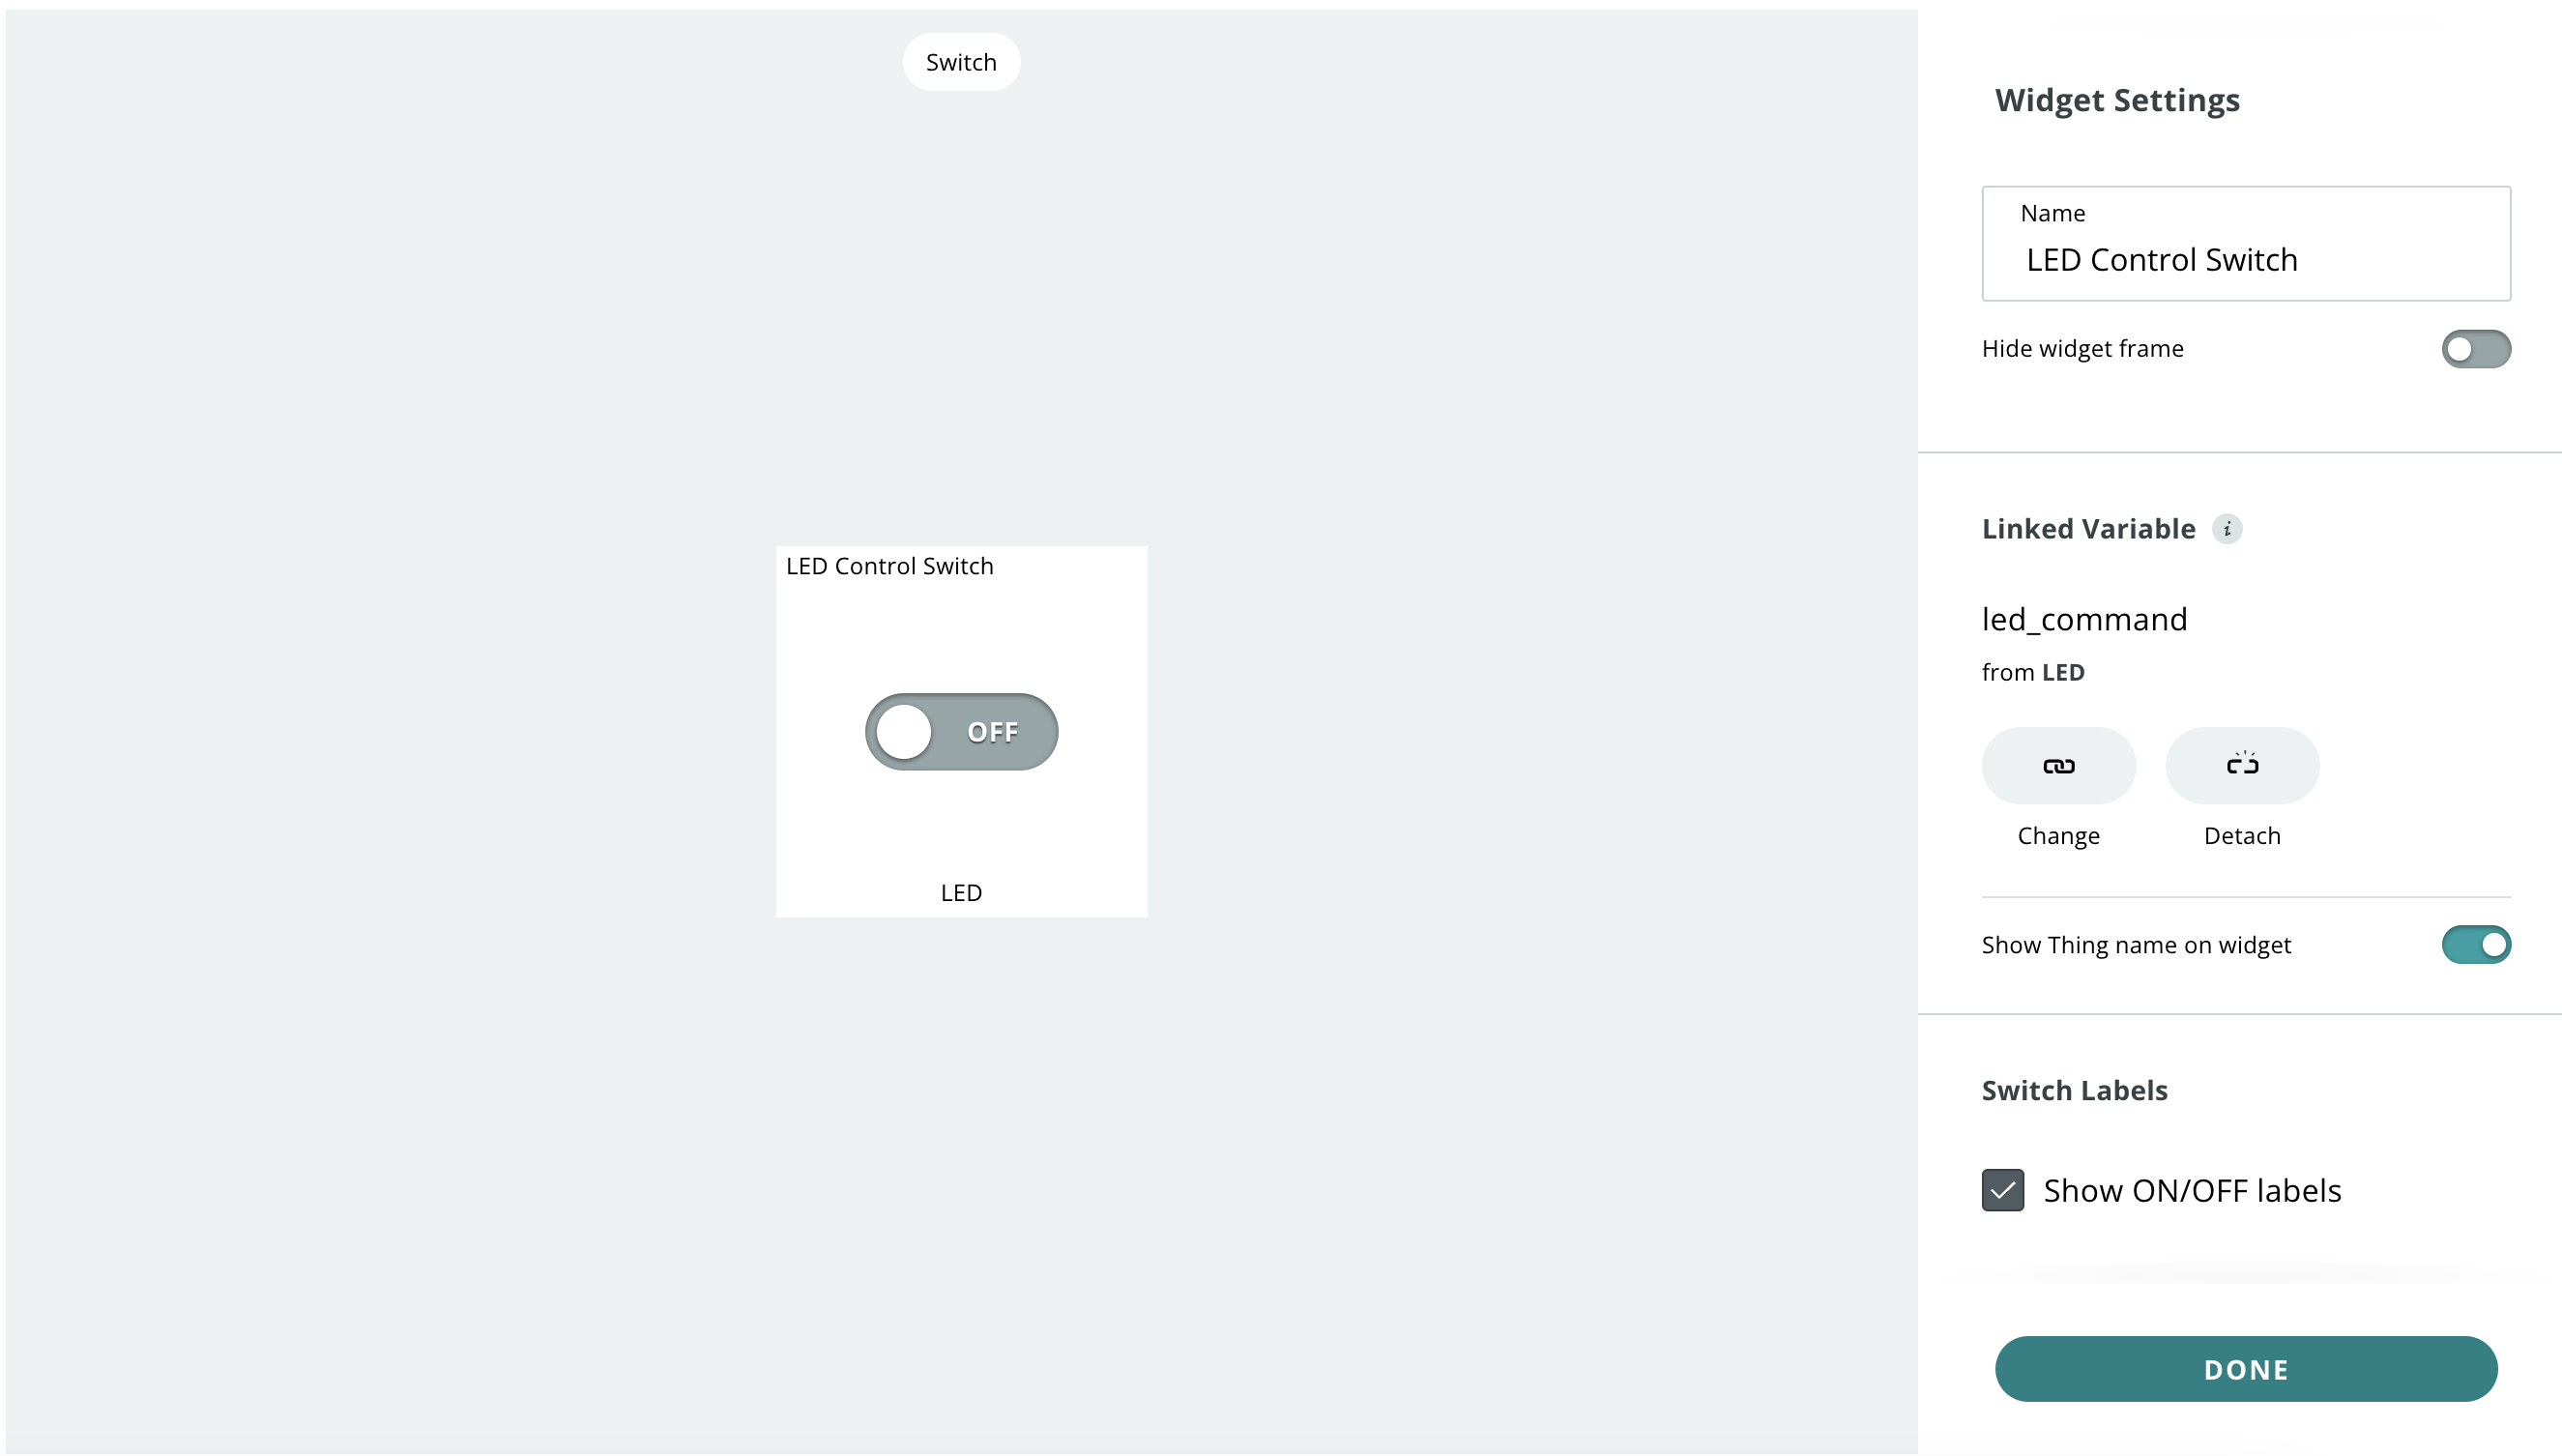 Switch
LED Control Switch
OFF
LED
Widget Settings
Name
LED Control Switch
Hide widget frame
Linked Variable i
led_command
from LED
Change Detach
Show Thing name on widget
Switch Labels
Show ON/OFF labels
DONE